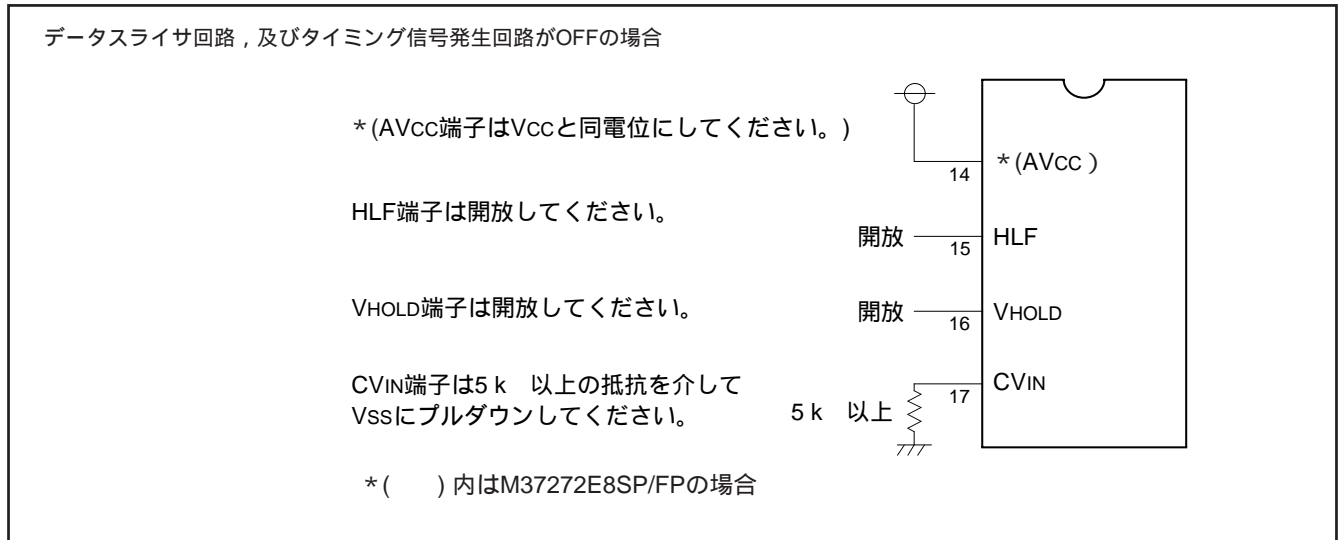 データスライサ回路，及びタイミング信号発生回路がOFFの場合
＊(AVCC端子はVCCと同電位にしてください。)
14
＊(AVCC)
HLF端子は開放してください。
開放
15
HLF
VHOLD端子は開放してください。
開放
16
VHOLD
CVIN端子は5 k 以上の抵抗を介して
VSSにプルダウンしてください。
5 k 以上
17
CVIN
＊( ) 内はM37272E8SP/FPの場合